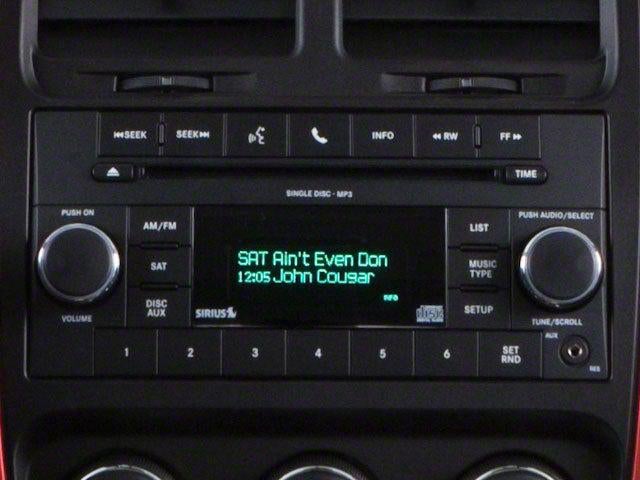 SEEK SEEK INFO RW FF
TIME
SINGLE DISC - MP3
PUSH ON AM/FM LIST PUSH AUDIO/SELECT
SAT Ain't Even Don
SAT MUSIC TYPE
12:05 John Cougar
INFO
DISC AUX SETUP
SIRIUS DISC
VOLUME TUNE/SCROLL
1 2 3 4 5 6 SET RND AUX